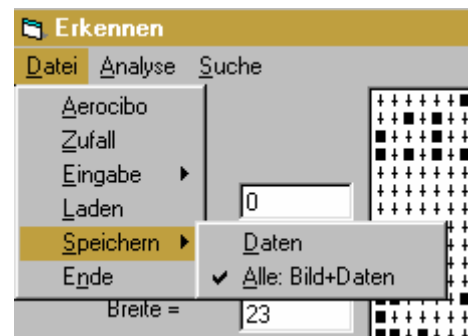 Erkennen
Datei Analyse Suche
Aerocibo
Zufall
Eingabe
Laden
Speichern
Ende
Daten
Alle: Bild+Daten
0
Breite =
23